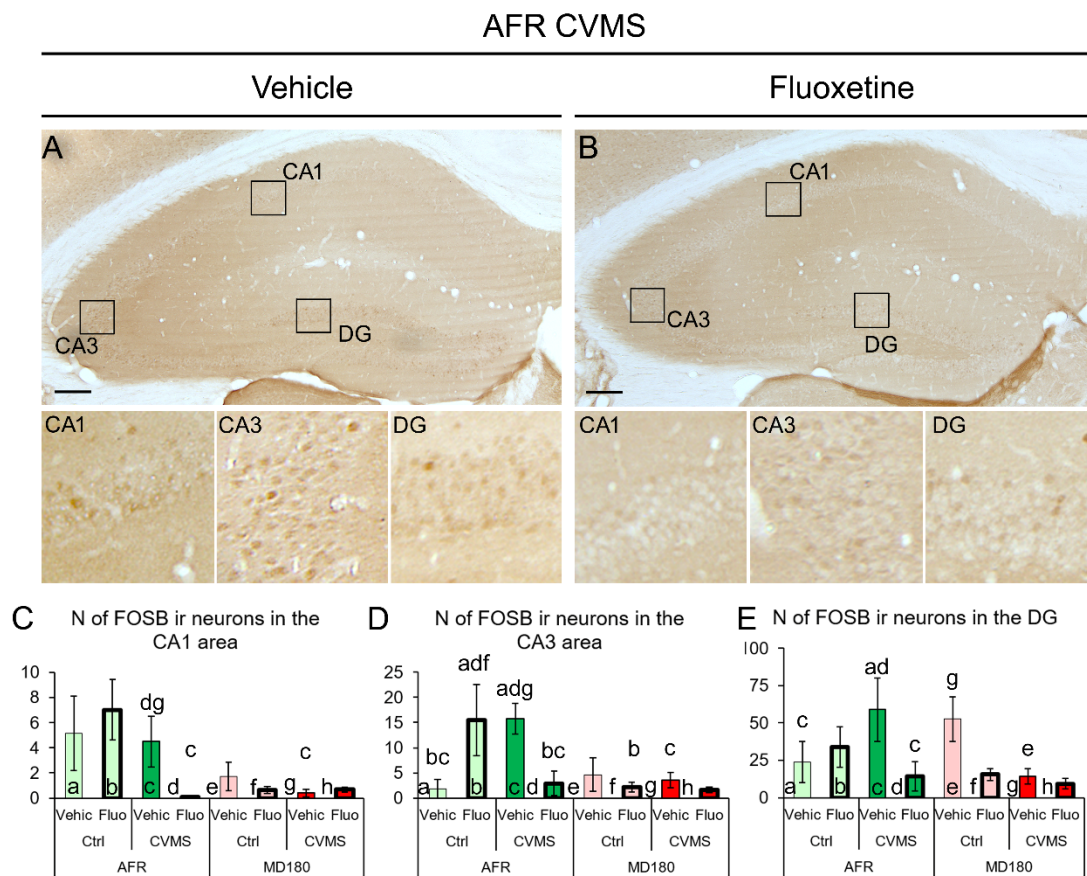 AFR CVMS
Vehicle Fluoxetine
A CA1 CA3 DG
B CA1 CA3 DG
CA1 CA3 DG CA1 CA3 DG
C N of FOSB ir neurons in the
CA1 area
10
8
6
4
2
0
dg
c
c
a b c d e f g h
Vehic Fluo Vehic Fluo Vehic Fluo Vehic Fluo
Ctrl CVMS Ctrl CVMS
AFR MD180
D N of FOSB ir neurons in the
CA3 area
25
20
15
10
5
0
adf
adg
bc bc b c
a b c d e f g h
Vehic Fluo Vehic Fluo Vehic Fluo Vehic Fluo
Ctrl CVMS Ctrl CVMS
AFR MD180
E N of FOSB ir neurons in the DG
100
75
50
25
0
ad
g
c c e
a b c d e f g h
Vehic Fluo Vehic Fluo Vehic Fluo Vehic Fluo
Ctrl CVMS Ctrl CVMS
AFR MD180